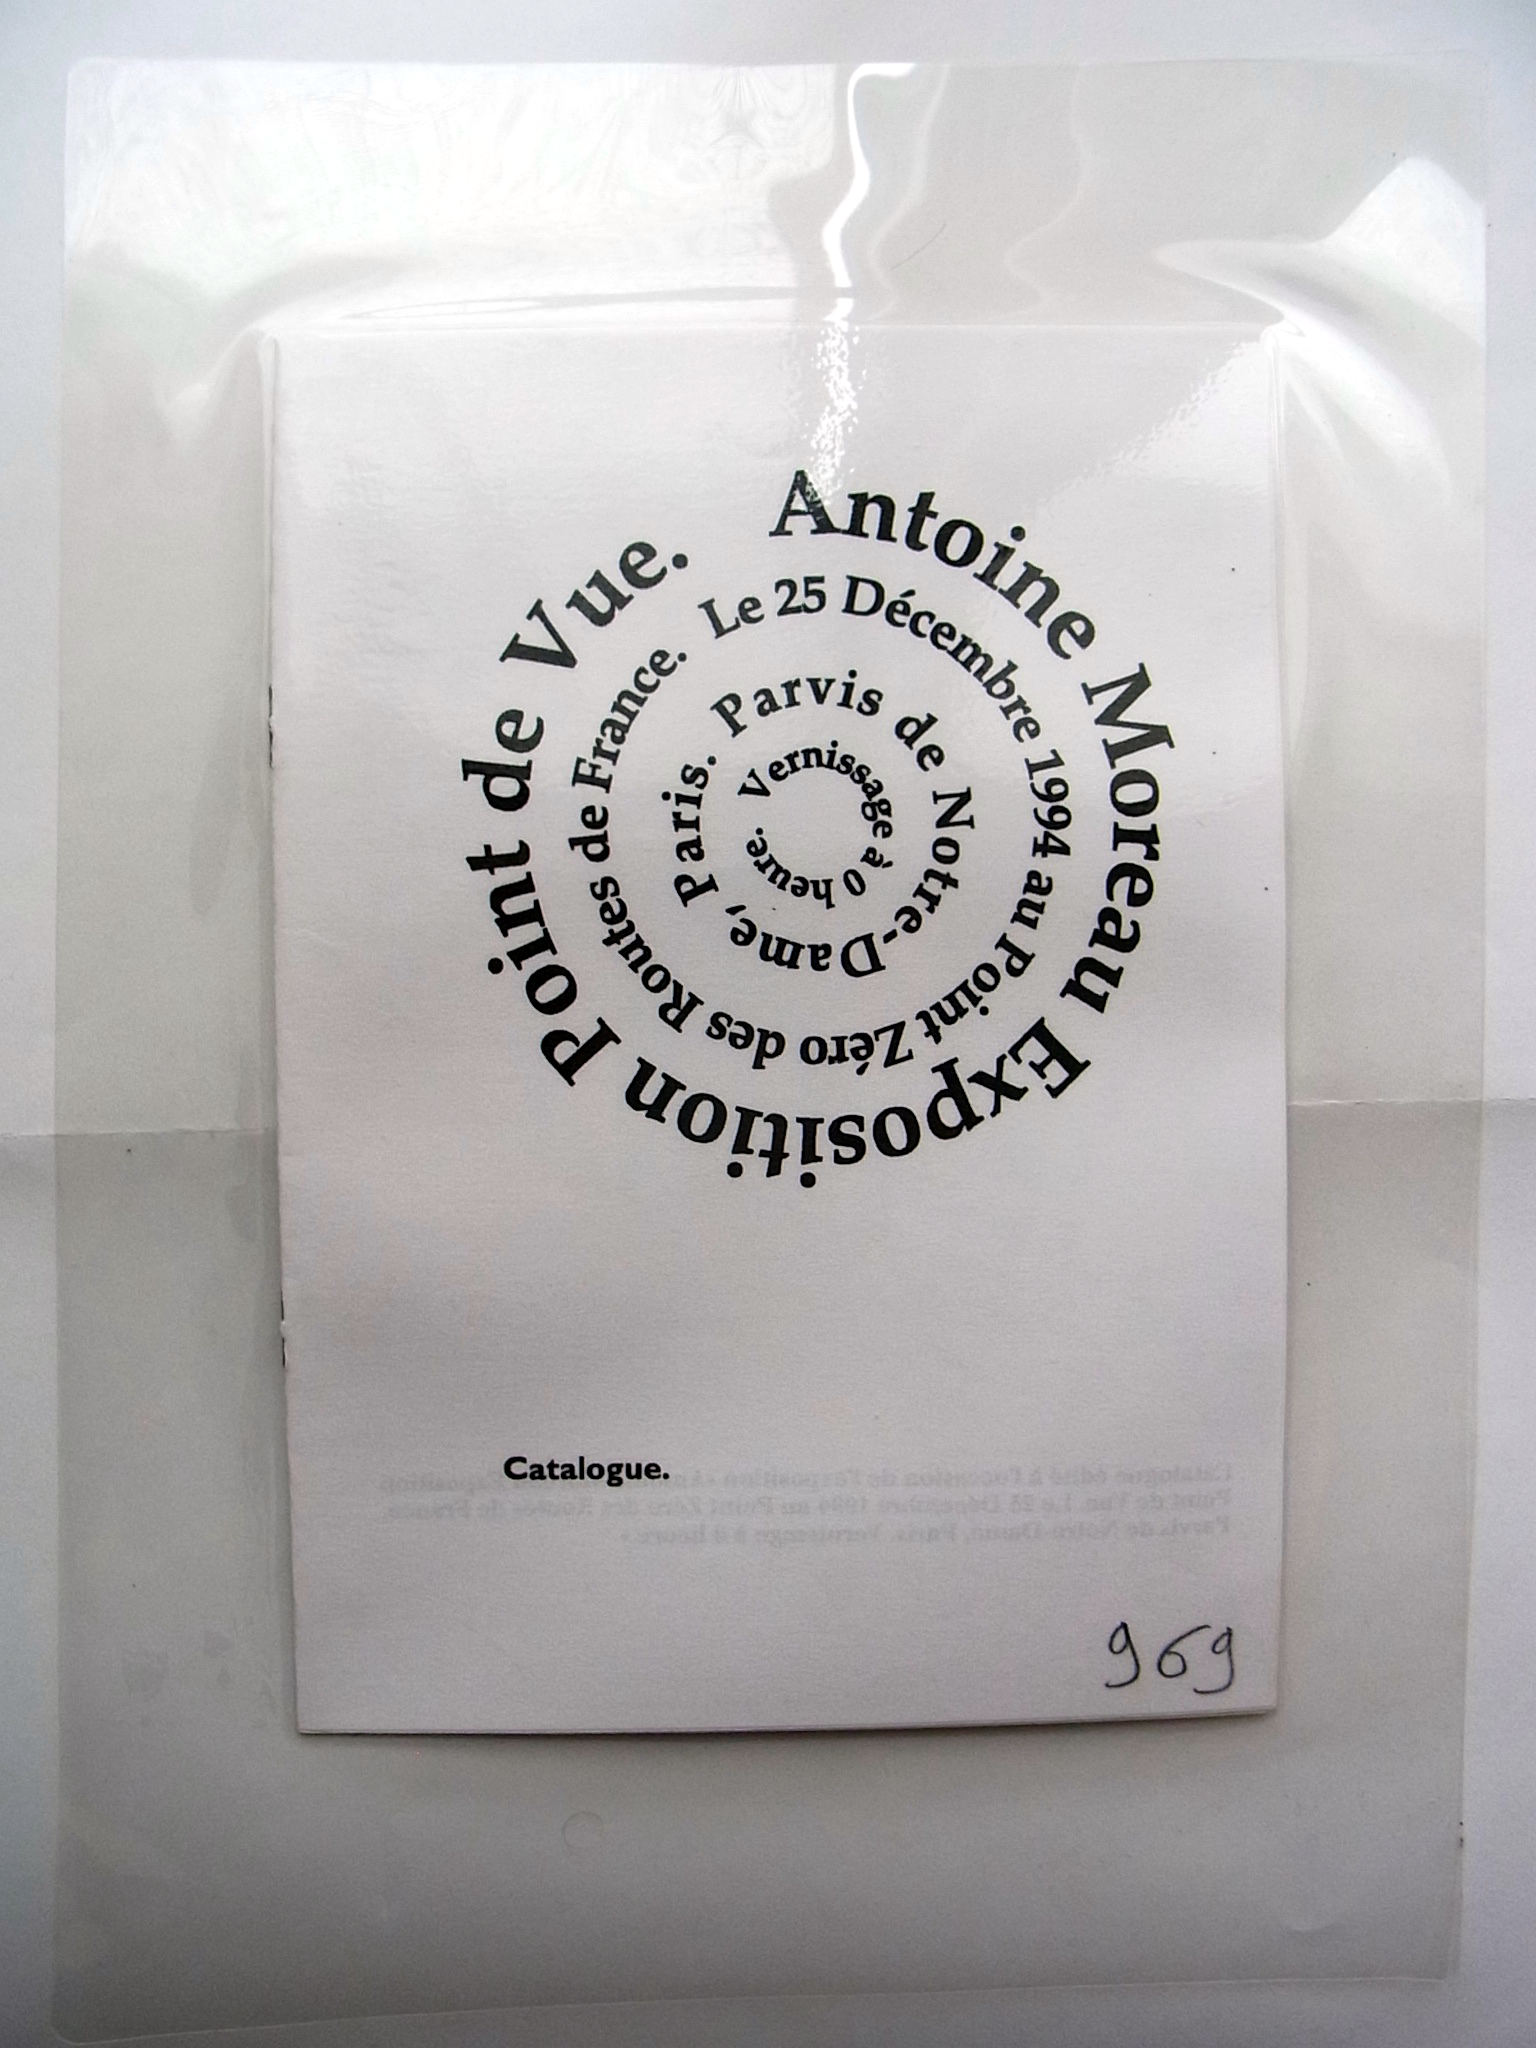 Antoine Moreau Exposition Point de Vue.
Le 25 Décembre 1994 au Point Zéro des Routes de France.
Parvis de Notre-Dame, Paris.
Vernissage à 0 heure.
Catalogue.
969